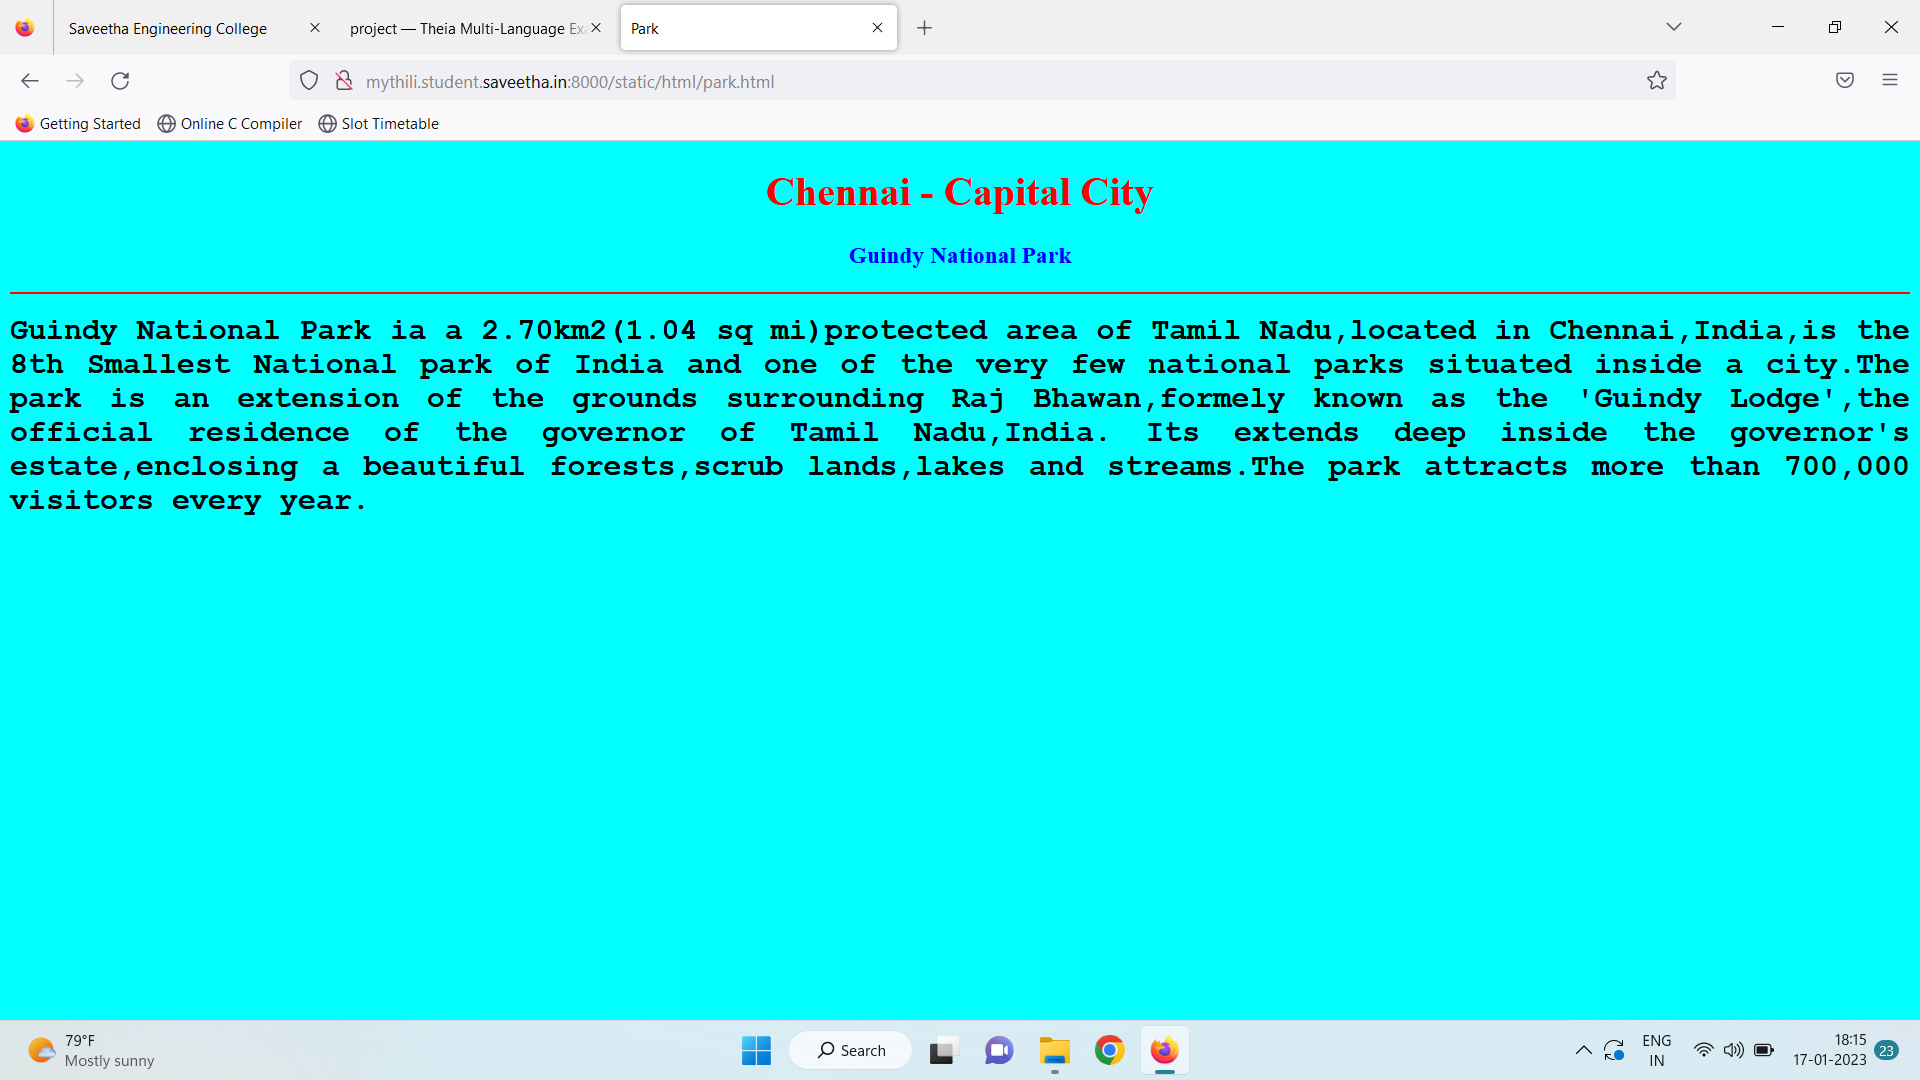 Saveetha Engineering College
project — Theia Multi-Language Exa
Park
mythili.student.saveetha.in:8000/static/html/park.html
Getting Started
Online C Compiler
Slot Timetable
Chennai - Capital City
Guindy National Park
Guindy National Park ia a 2.70km2(1.04 sq mi)protected area of Tamil Nadu,located in Chennai,India,is the
8th Smallest National park of India and one of the very few national parks situated inside a city.The
park is an extension of the grounds surrounding Raj Bhawan,formely known as the 'Guindy Lodge',the
official residence of the governor of Tamil Nadu,India. Its extends deep inside the governor's
estate,enclosing a beautiful forests,scrub lands,lakes and streams.The park attracts more than 700,000
visitors every year.
79°F
Mostly sunny
Search
ENG
IN
18:15
17-01-2023
23